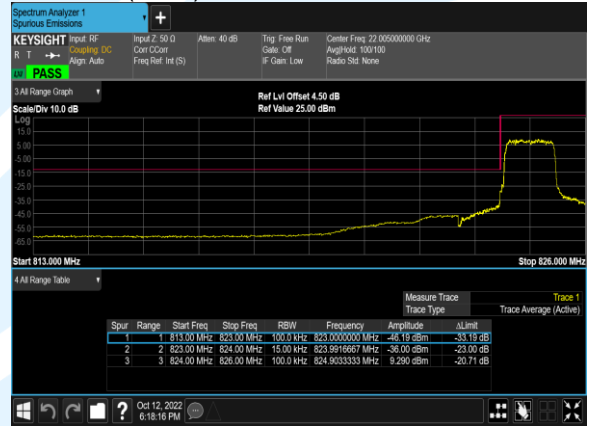 Spectrum Analyzer 1
Spurious Emissions
KEYSIGHT Input: RF Input Z: 50 Ω Atten: 40 dB Trig: Free Run Center Freq: 22.005000000 GHz
R T Coupling: DC Corr CCorr Gate: Off Avg|Hold: 100/100
Align: Auto Freq Ref: Int (S) IF Gain: Low Radio Std: None
PASS
3 All Range Graph
Ref Lvl Offset 4.50 dB
Scale/Div 10.0 dB Ref Value 25.00 dBm
Log
15.0
5.00
-5.00
-15.0
-25.0
-35.0
-45.0
-55.0
-65.0
Start 813.000 MHz Stop 826.000 MHz
4 All Range Table
Measure Trace Trace 1
Trace Type Trace Average (Active)
Spur Range Start Freq Stop Freq RBW Frequency Amplitude ΔLimit
1 1 813.00 MHz 823.00 MHz 100.0 kHz 823.0000000 MHz -46.19 dBm -33.19 dB
2 2 823.00 MHz 824.00 MHz 15.00 kHz 823.9916667 MHz -36.00 dBm -23.00 dB
3 3 824.00 MHz 826.00 MHz 100.0 kHz 824.9033333 MHz 9.290 dBm -20.71 dB
? Oct 12, 2022
6:18:16 PM